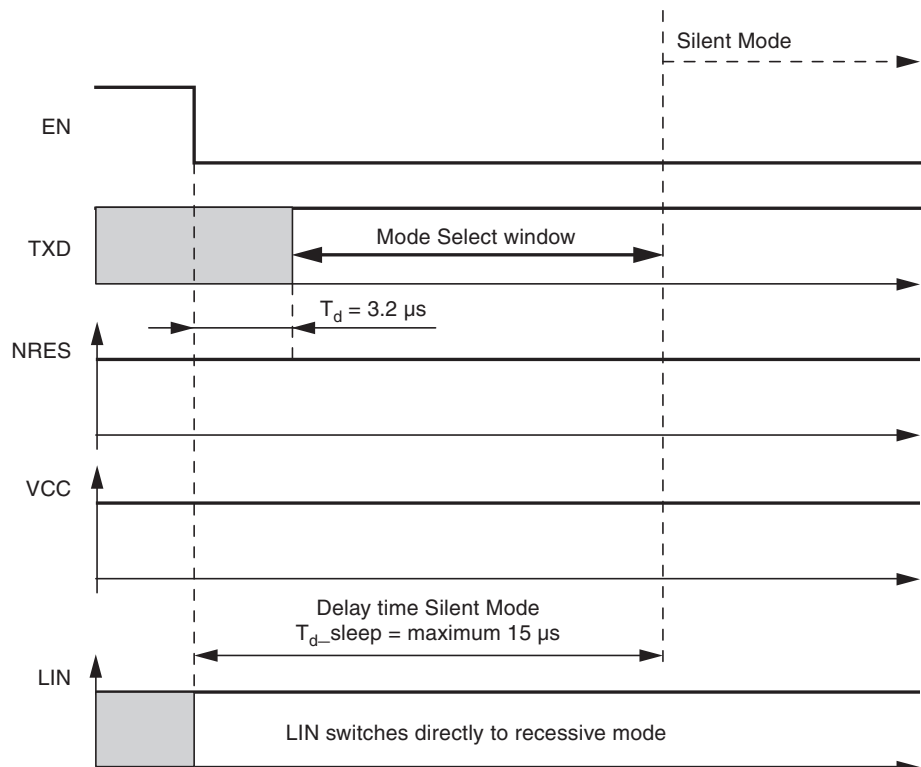 Silent Mode
EN
TXD
Mode Select window
T_d = 3.2 µs
NRES
VCC
Delay time Silent Mode
T_d_sleep = maximum 15 µs
LIN
LIN switches directly to recessive mode